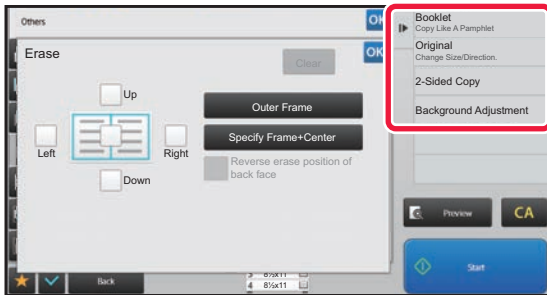 Others
OK
Erase
Clear
OK
Up
Left
Right
Down
Outer Frame
Specify Frame+Center
Reverse erase position of
back face
Booklet
Copy Like A Pamphlet
Original
Change Size/Direction.
2-Sided Copy
Background Adjustment
Preview
CA
Start
Back
3 8½x11
4 8½x11